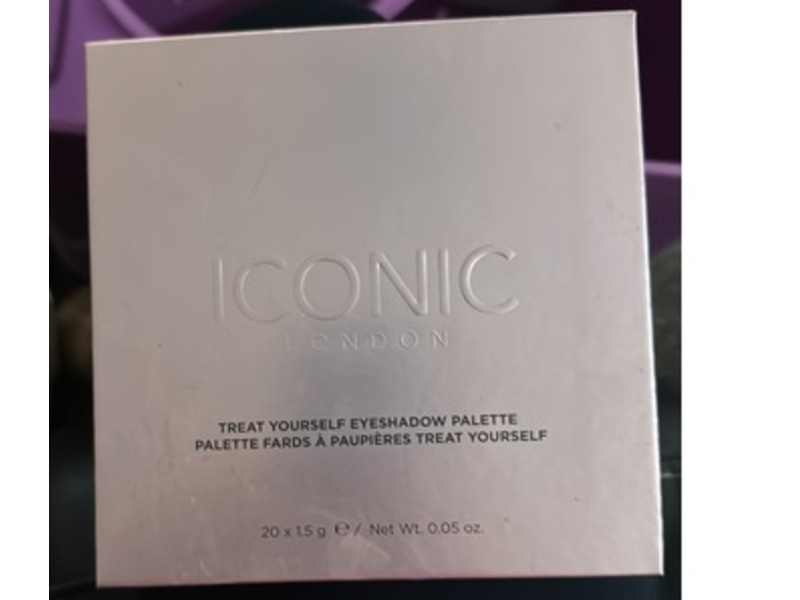 ICONIC
LONDON
TREAT YOURSELF EYESHADOW PALETTE
PALETTE FARDS À PAUPIÈRES TREAT YOURSELF
20 x 1.5 g ℮ / Net Wt. 0.05 oz.